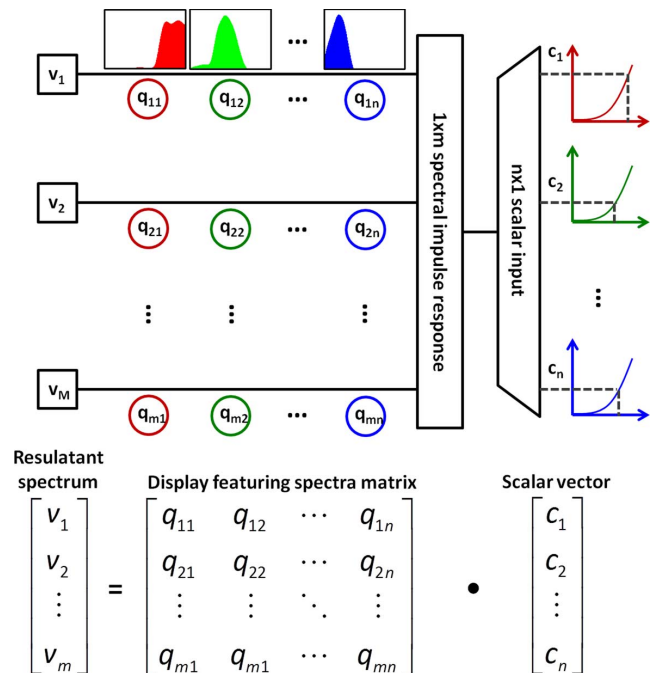 ...
v1
q11 q12 ... q1n
v2
q21 q22 ... q2n
⋮ ⋮ ⋮
vM
qm1 qm2 ... qmn
1xm spectral impulse response
nx1 scalar input
c1
c2
⋮
cn
Resulatant spectrum
Display featuring spectra matrix
Scalar vector
v1 q11 q12 ⋯ q1n c1
v2 = q21 q22 ⋯ q2n • c2
⋮ ⋮ ⋮ ⋱ ⋮ ⋮
vm qm1 qm1 ⋯ qmn cn